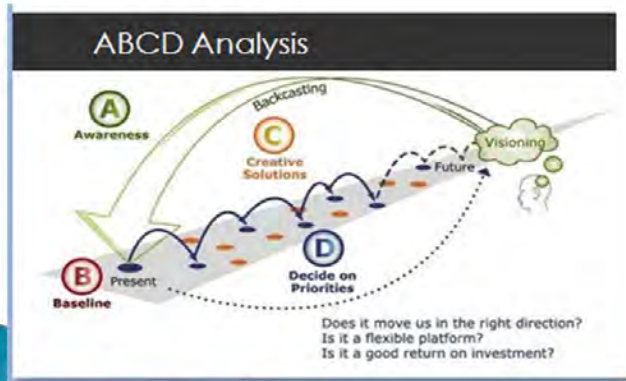 ABCD Analysis
A
Awareness
Backcasting
C
Creative
Solutions
Visioning
Future
B
Baseline
Present
D
Decide on
Priorities
Does it move us in the right direction?
Is it a flexible platform?
Is it a good return on investment?